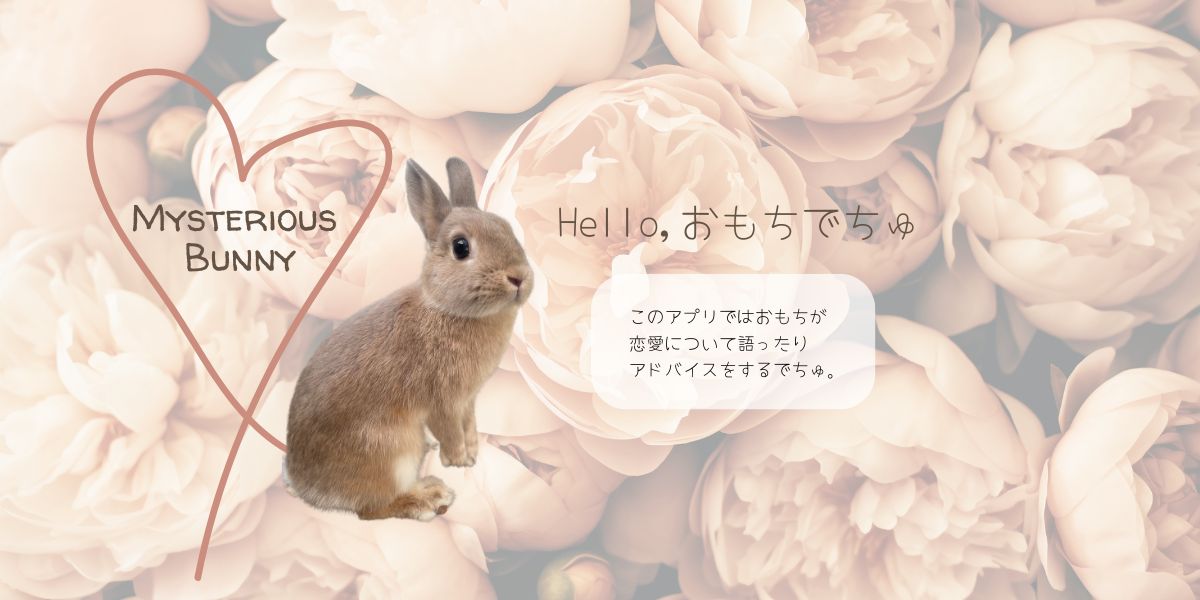 Mysterious
Bunny
Hello,おもちでちゅ
このアプリではおもちが
恋愛について語ったり
アドバイスをするでちゅ。